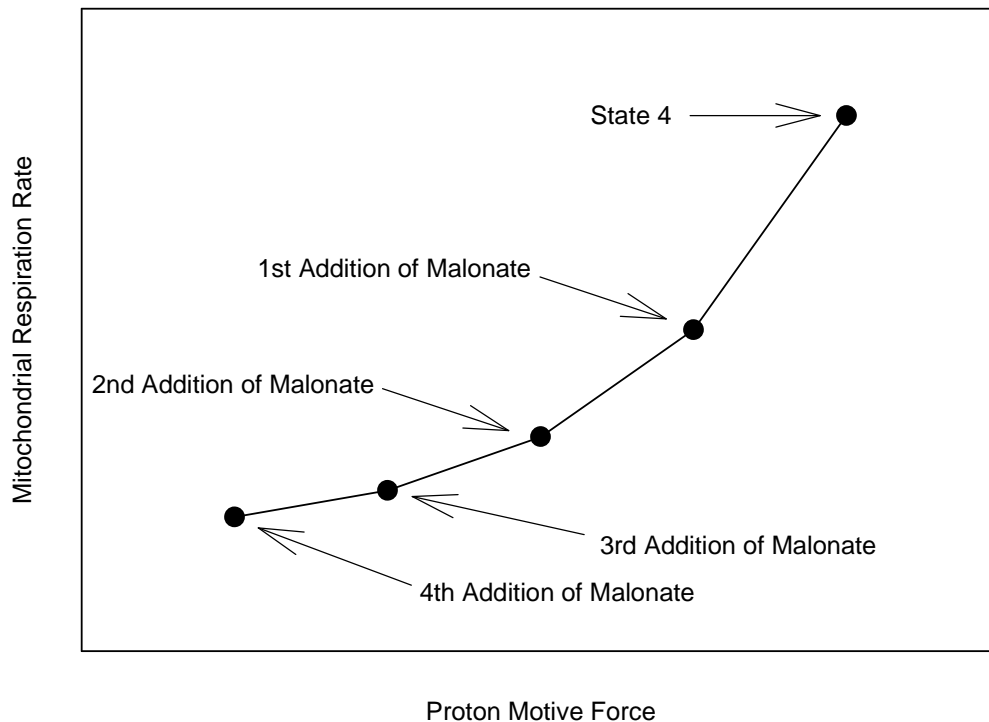 State 4
1st Addition of Malonate
2nd Addition of Malonate
3rd Addition of Malonate
4th Addition of Malonate
Mitochondrial Respiration Rate
Proton Motive Force